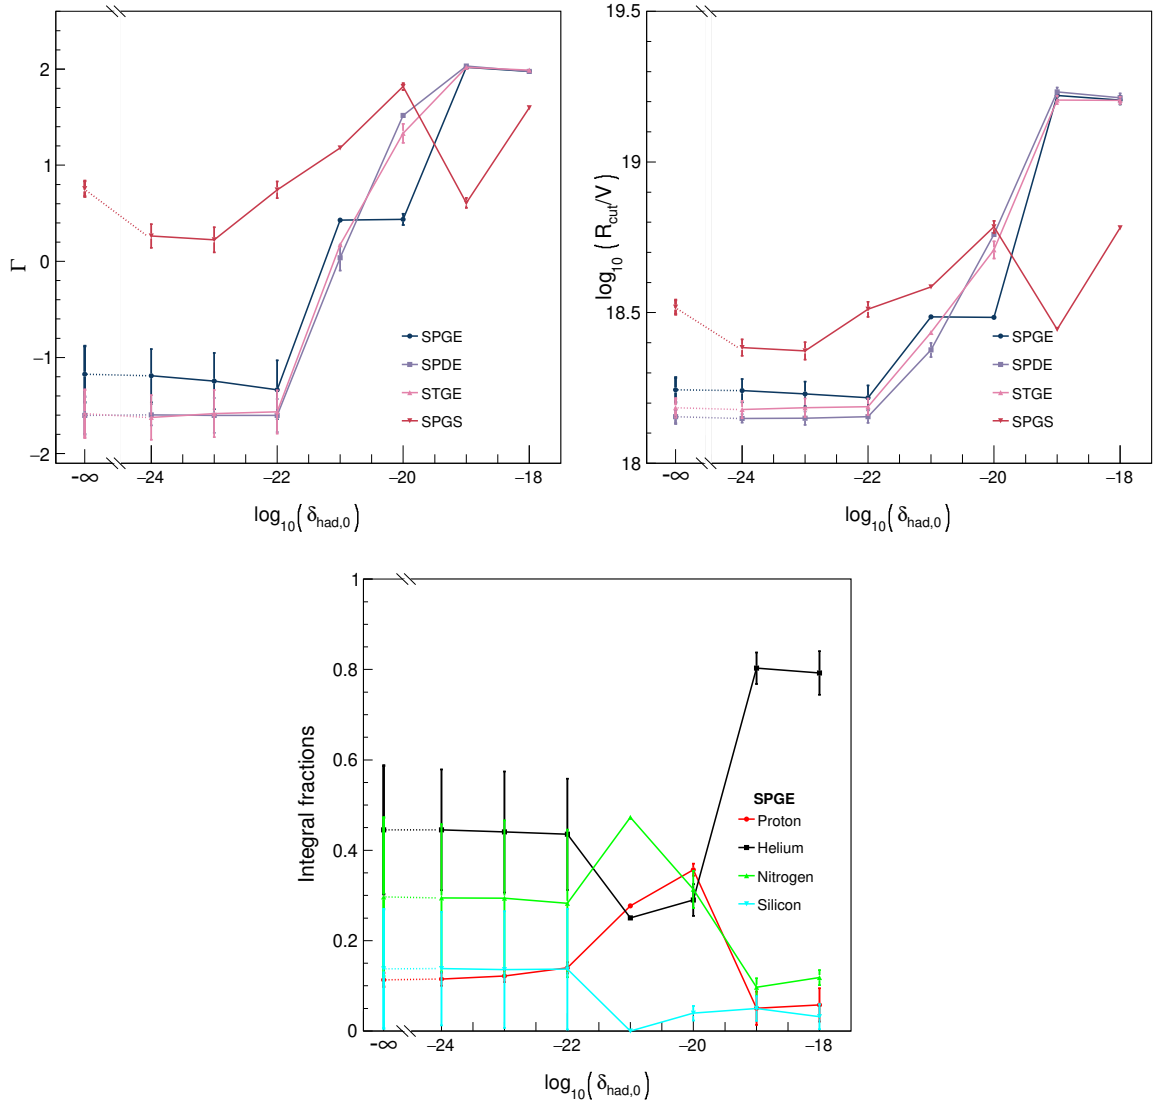 2
1
0
−1
−2
Γ
SPGE
SPDE
STGE
SPGS
-∞
−24
−22
−20
−18
log10(δhad,0)
19.5
19
18.5
18
log10(Rcut/V)
SPGE
SPDE
STGE
SPGS
-∞
−24
−22
−20
−18
log10(δhad,0)
1
0.8
0.6
0.4
0.2
0
Integral fractions
SPGE
Proton
Helium
Nitrogen
Silicon
-∞
−24
−22
−20
−18
log10(δhad,0)